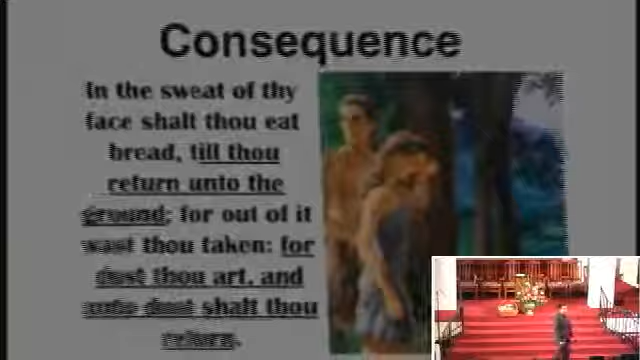 Consequence
In the sweat of thy
face shalt thou eat
bread, till thou
return unto the
ground; for out of it
wast thou taken: for
dust thou art, and
unto dust shalt thou
return.